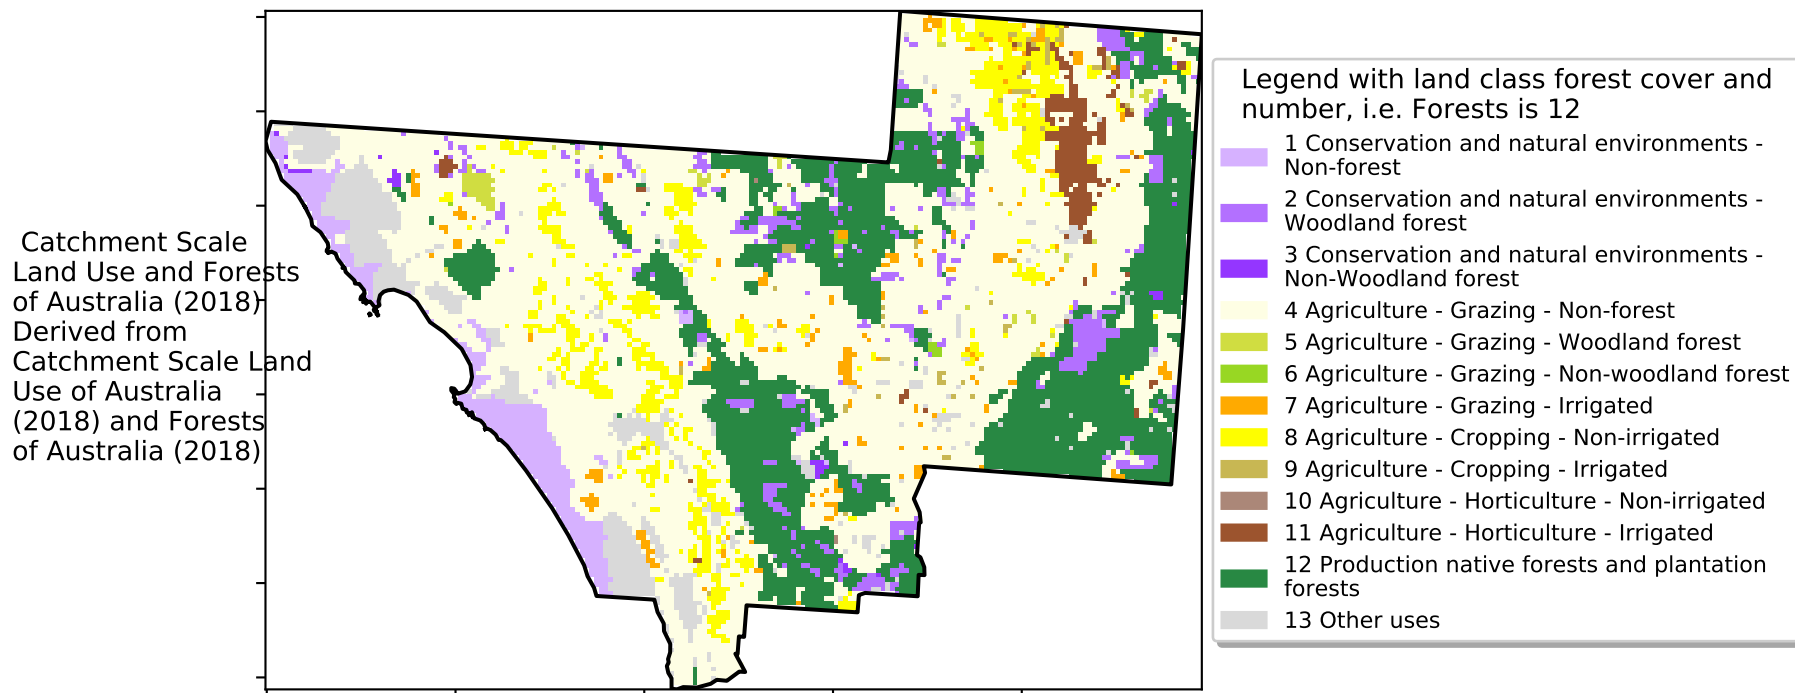 Catchment Scale
Land Use and Forests
of Australia (2018)
Derived from
Catchment Scale Land
Use of Australia
(2018) and Forests
of Australia (2018)
Legend with land class forest cover and
number, i.e. Forests is 12
1 Conservation and natural environments -
Non-forest
2 Conservation and natural environments -
Woodland forest
3 Conservation and natural environments -
Non-Woodland forest
4 Agriculture - Grazing - Non-forest
5 Agriculture - Grazing - Woodland forest
6 Agriculture - Grazing - Non-woodland forest
7 Agriculture - Grazing - Irrigated
8 Agriculture - Cropping - Non-irrigated
9 Agriculture - Cropping - Irrigated
10 Agriculture - Horticulture - Non-irrigated
11 Agriculture - Horticulture - Irrigated
12 Production native forests and plantation
forests
13 Other uses